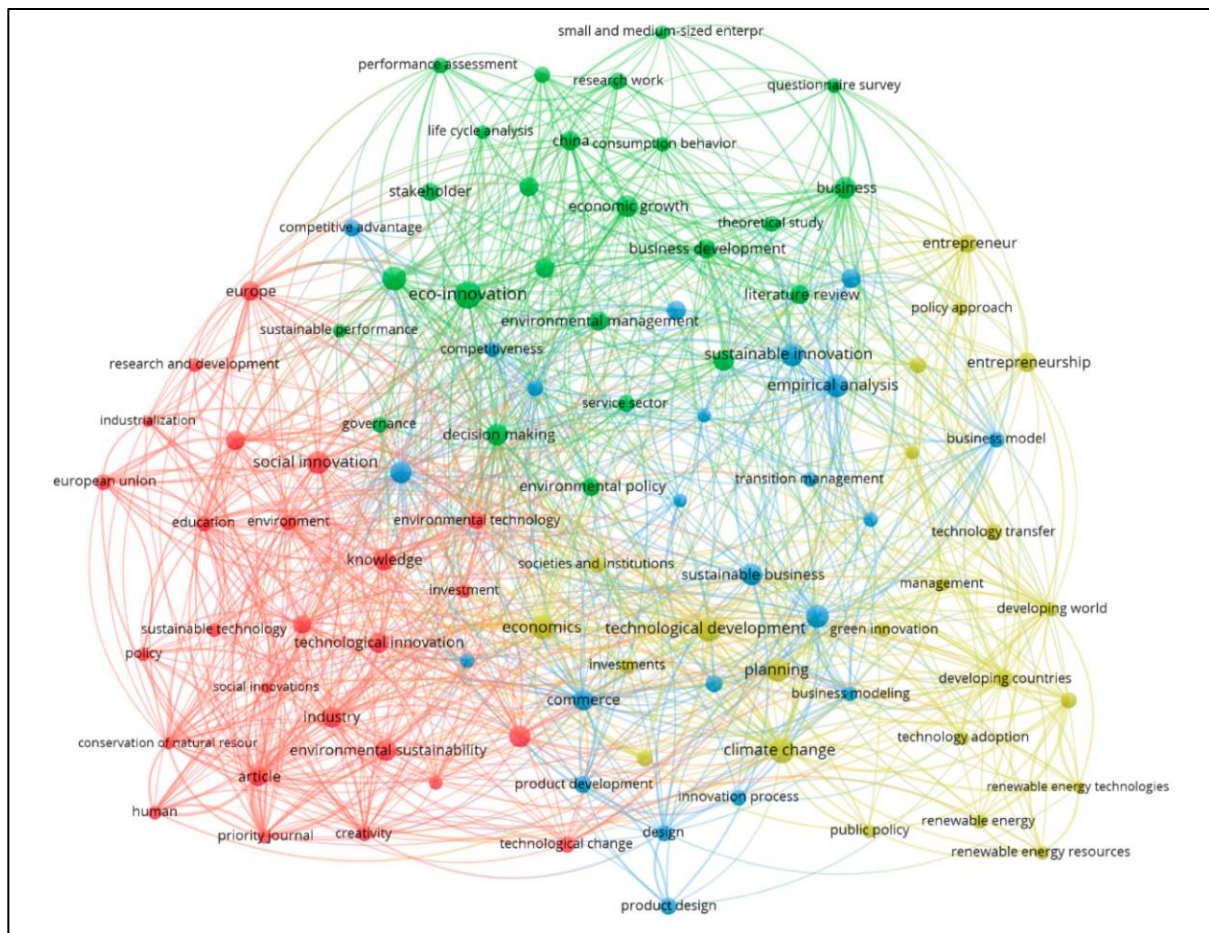 small and medium-sized enterpr
performance assessment
research work
questionnaire survey
life cycle analysis
china
consumption behavior
stakeholder
business
economic growth
theoretical study
competitive advantage
business development
entrepreneur
europe
eco-innovation
literature review
policy approach
sustainable performance
environmental management
competitiveness
sustainable innovation
research and development
entrepreneurship
empirical analysis
service sector
industrialization
governance
decision making
business model
social innovation
european union
transition management
environmental policy
education
environment
environmental technology
technology transfer
knowledge
societies and institutions
sustainable business
management
investment
developing world
sustainable technology
economics
technological development
green innovation
technological innovation
policy
investments
planning
developing countries
social innovations
commerce
business modeling
industry
conservation of natural resour
environmental sustainability
climate change
technology adoption
article
product development
renewable energy technologies
innovation process
human
priority journal
creativity
design
public policy
renewable energy
technological change
renewable energy resources
product design